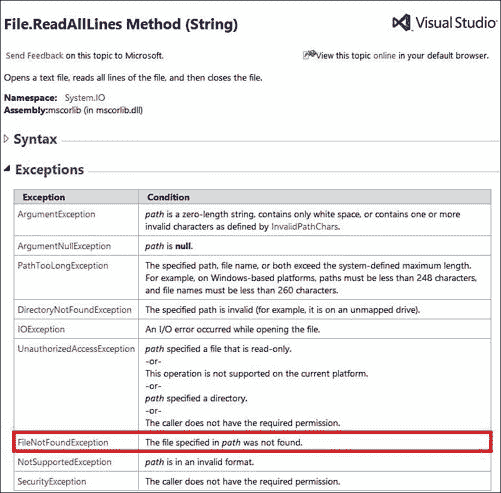 File.ReadAllLines Method (String)
Visual Studio
Send Feedback on this topic to Microsoft.
View this topic online in your default browser.
Opens a text file, reads all lines of the file, and then closes the file.
Namespace: System.IO
Assembly:mscorlib (in mscorlib.dll)
Syntax
Exceptions
Exception Condition
ArgumentException path is a zero-length string, contains only white space, or contains one or more
invalid characters as defined by InvalidPathChars.
ArgumentNullException path is null.
PathTooLongException The specified path, file name, or both exceed the system-defined maximum length.
For example, on Windows-based platforms, paths must be less than 248 characters,
and file names must be less than 260 characters.
DirectoryNotFoundException The specified path is invalid (for example, it is on an unmapped drive).
IOException An I/O error occurred while opening the file.
UnauthorizedAccessException path specified a file that is read-only.
-or-
This operation is not supported on the current platform.
-or-
path specified a directory.
-or-
The caller does not have the required permission.
FileNotFoundException The file specified in path was not found.
NotSupportedException path is in an invalid format.
SecurityException The caller does not have the required permission.